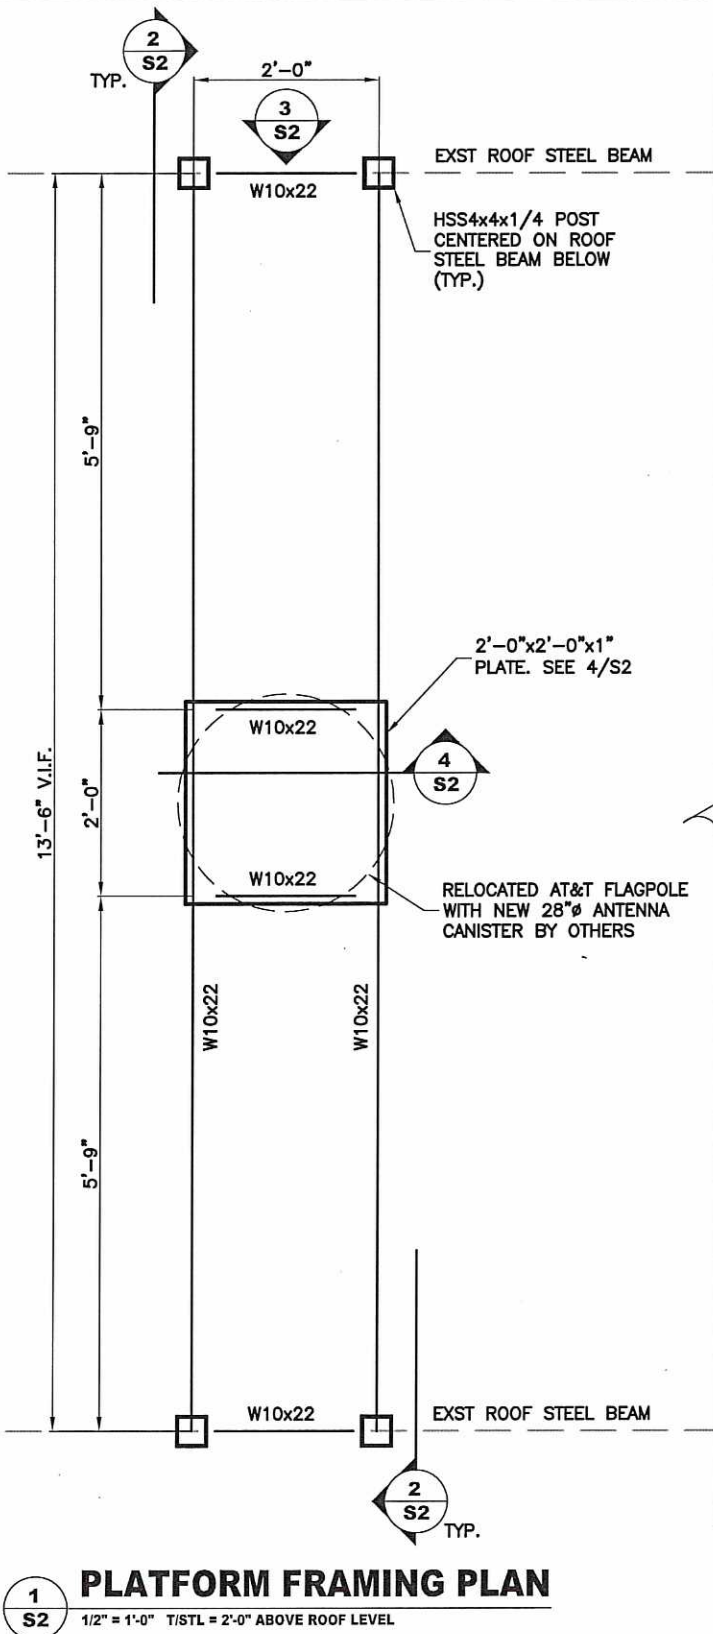 2
S2
TYP.
2'-0"
3
S2
W10x22
EXST ROOF STEEL BEAM
HSS4x4x1/4 POST
CENTERED ON ROOF
STEEL BEAM BELOW
(TYP.)
5'-9"
2'-0"x2'-0"x1"
PLATE. SEE 4/S2
W10x22
4
S2
13'-6" V.I.F.
2'-0"
W10x22
RELOCATED AT&T FLAGPOLE
WITH NEW 28"ø ANTENNA
CANISTER BY OTHERS
W10x22
W10x22
5'-9"
W10x22
EXST ROOF STEEL BEAM
2
S2
TYP.
1
S2
PLATFORM FRAMING PLAN
1/2" = 1'-0" T/STL = 2'-0" ABOVE ROOF LEVEL